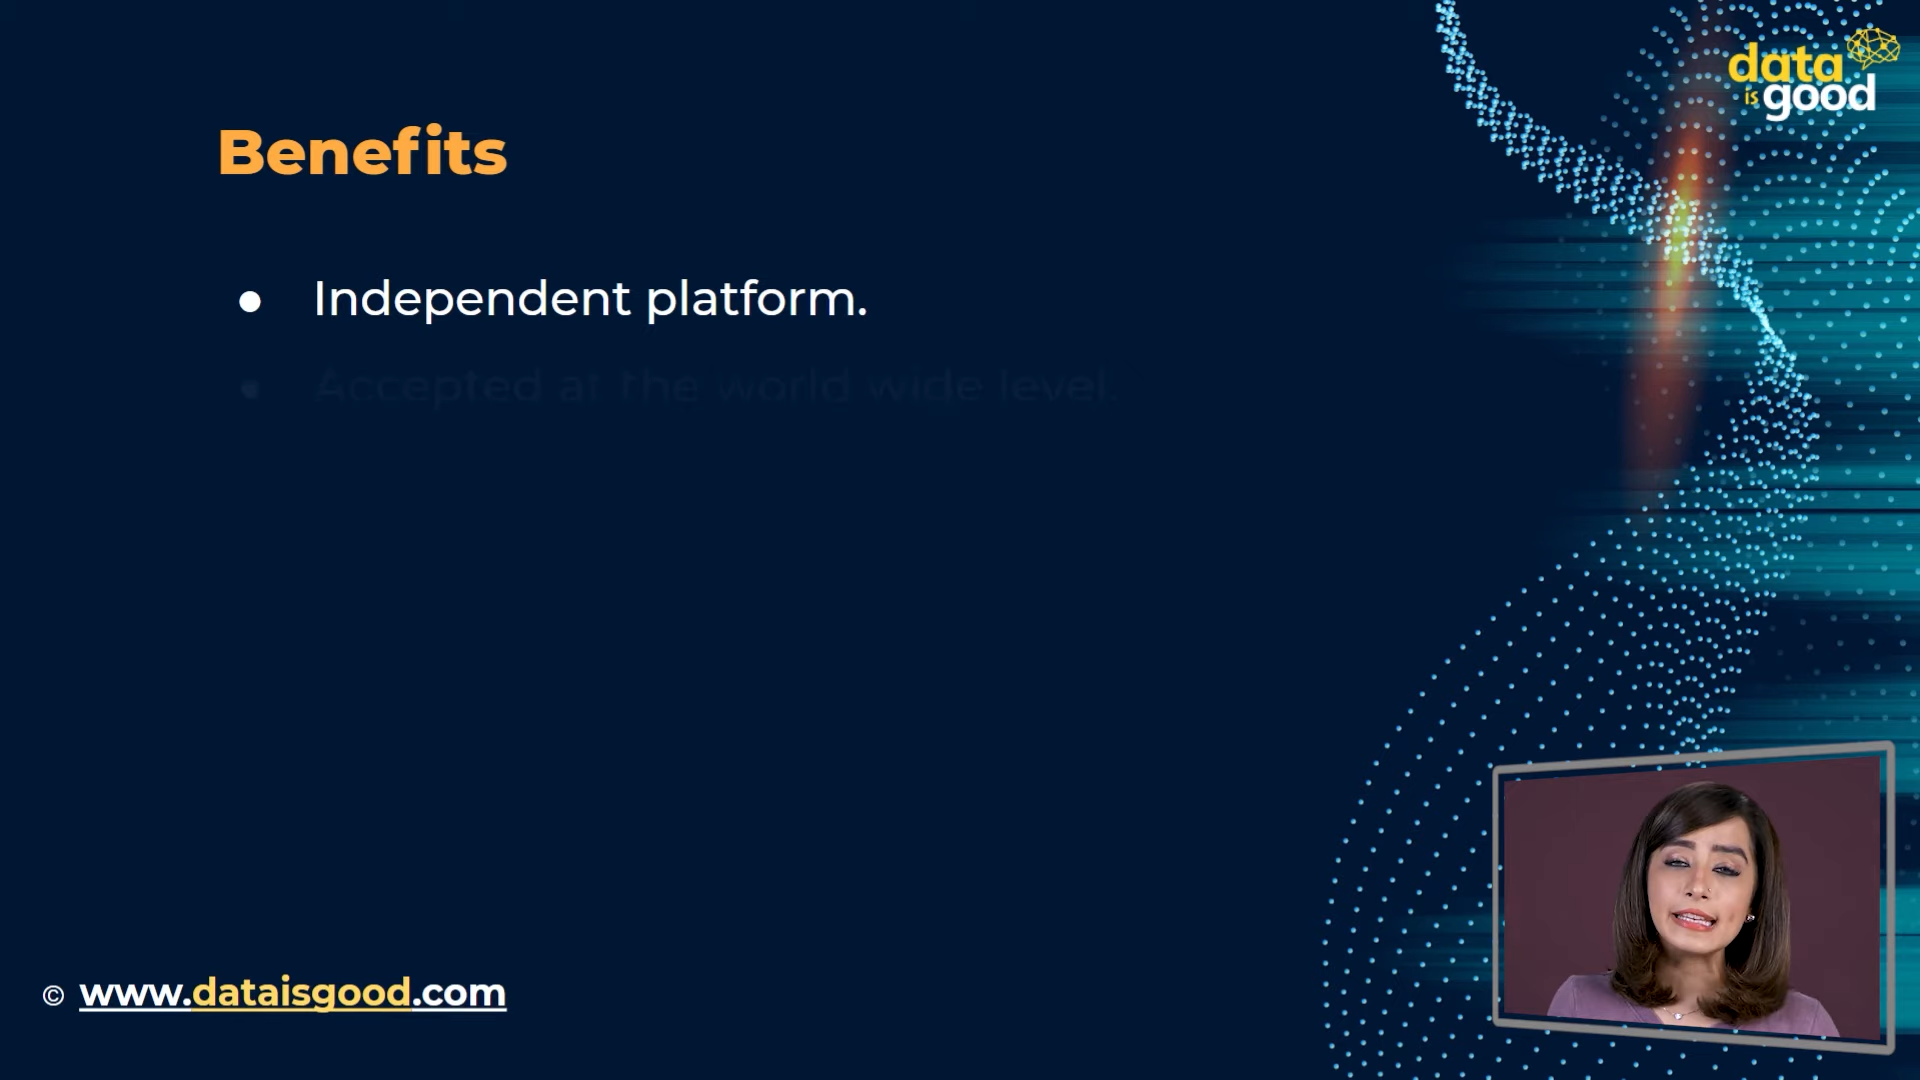 data
is good
Benefits
● Independent platform.
● Accepted at the world wide level.
© www.dataisgood.com